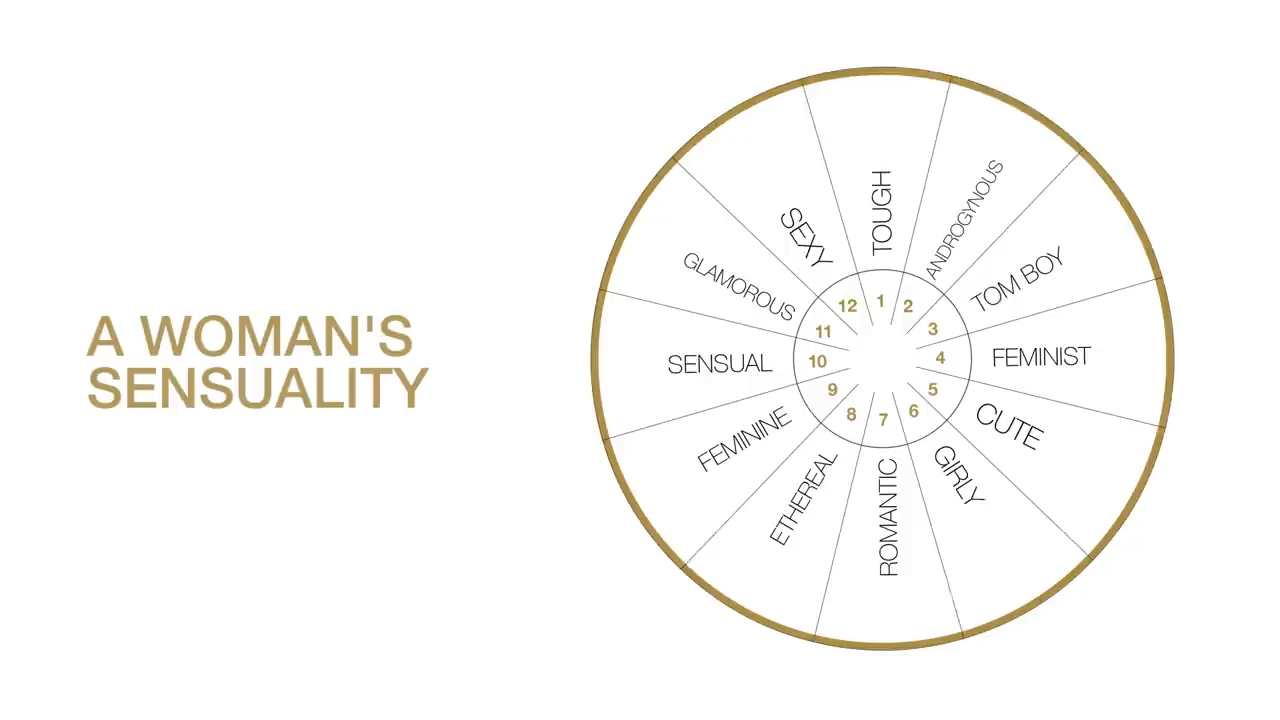 A WOMAN'S
SENSUALITY
1
TOUGH
2
ANDROGYNOUS
3
TOM BOY
4
FEMINIST
5
CUTE
6
GIRLY
7
ROMANTIC
8
ETHEREAL
9
FEMININE
10
SENSUAL
11
GLAMOROUS
12
SEXY